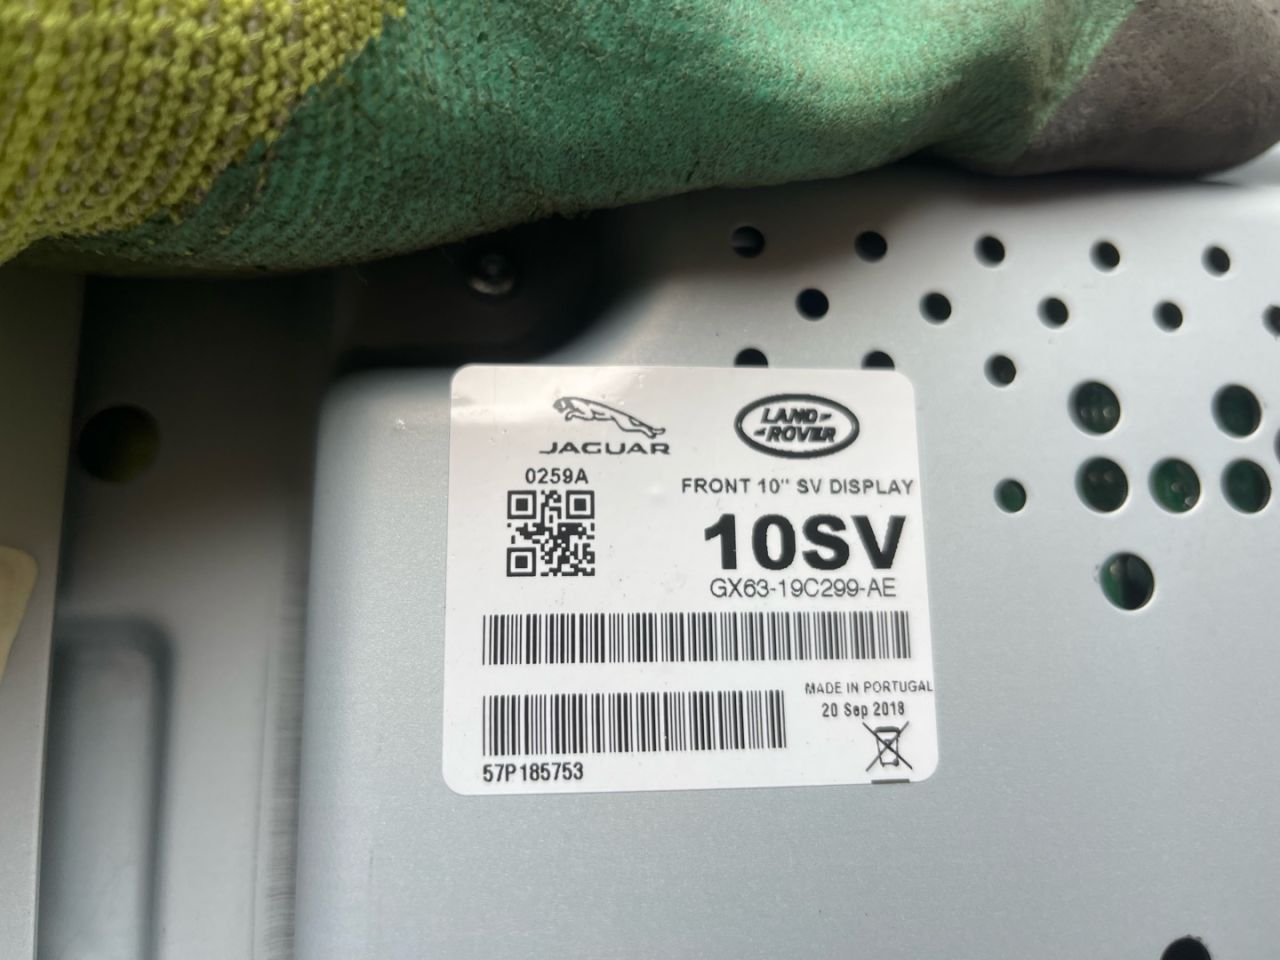 JAGUAR
LAND-
-ROVER
0259A
FRONT 10" SV DISPLAY
10SV
GX63-19C299-AE
MADE IN PORTUGAL
20 Sep 2018
57P185753